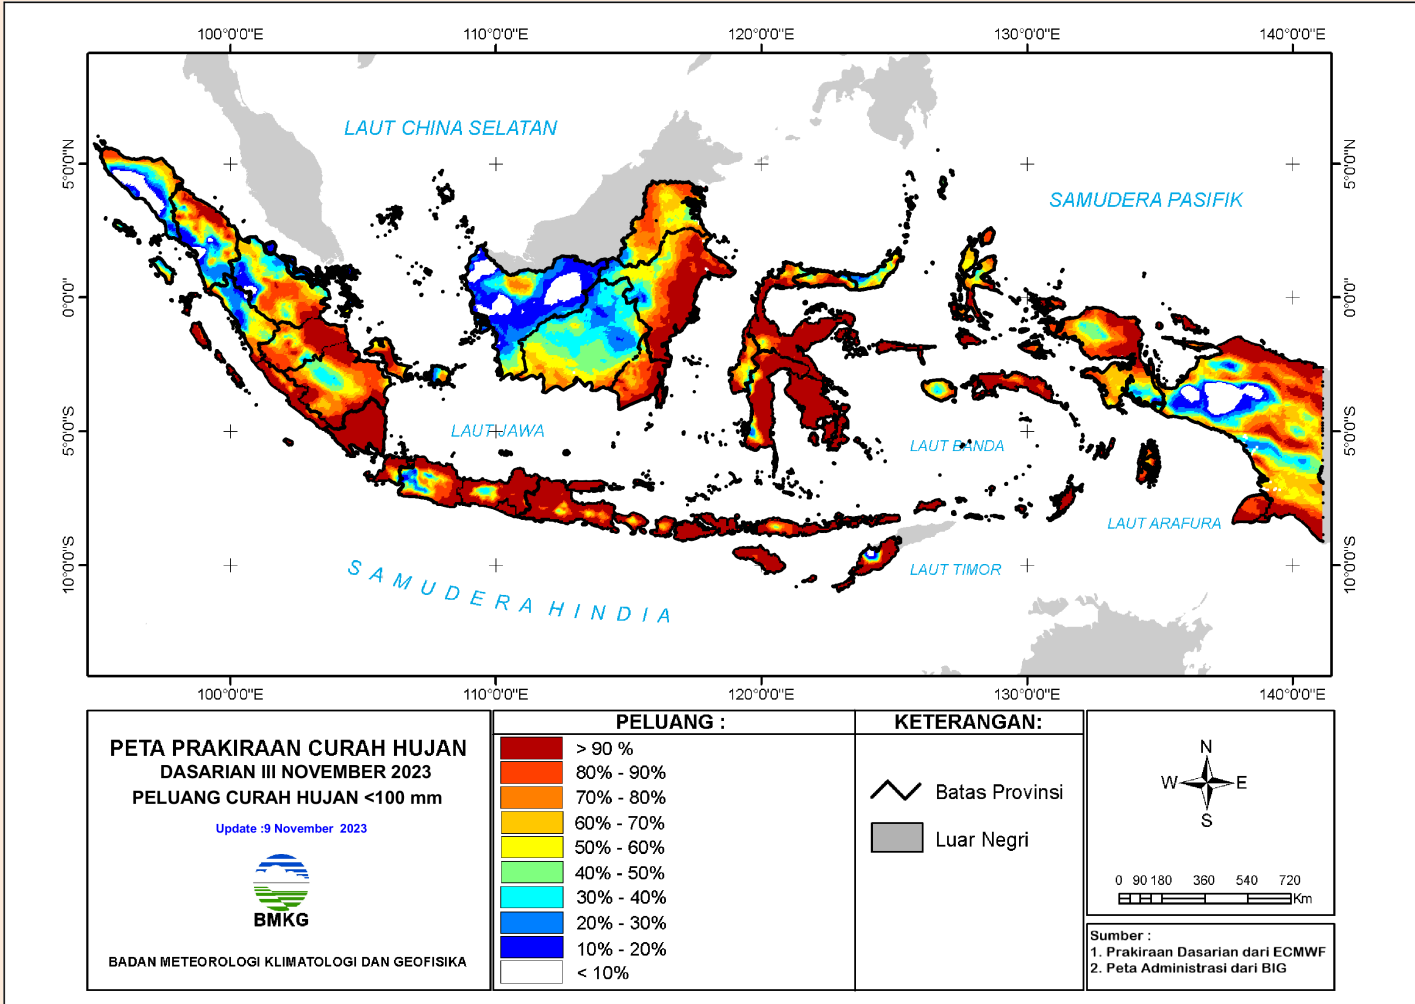 100°0'0"E 110°0'0"E 120°0'0"E 130°0'0"E 140°0'0"E
5°0'0"N 5°0'0"N
0°0'0" 0°0'0"
5°0'0"S 5°0'0"S
10°0'0"S 10°0'0"S
LAUT CHINA SELATAN
SAMUDERA PASIFIK
LAUT JAWA
LAUT BANDA
LAUT ARAFURA
LAUT TIMOR
SAMUDERA HINDIA
100°0'0"E 110°0'0"E 120°0'0"E 130°0'0"E 140°0'0"E
PETA PRAKIRAAN CURAH HUJAN
DASARIAN III NOVEMBER 2023
PELUANG CURAH HUJAN <100 mm
Update :9 November 2023
BMKG
BADAN METEOROLOGI KLIMATOLOGI DAN GEOFISIKA
PELUANG :
> 90 %
80% - 90%
70% - 80%
60% - 70%
50% - 60%
40% - 50%
30% - 40%
20% - 30%
10% - 20%
< 10%
KETERANGAN:
Batas Provinsi
Luar Negri
N
W E
S
0 90 180 360 540 720
Km
Sumber :
1. Prakiraan Dasarian dari ECMWF
2. Peta Administrasi dari BIG